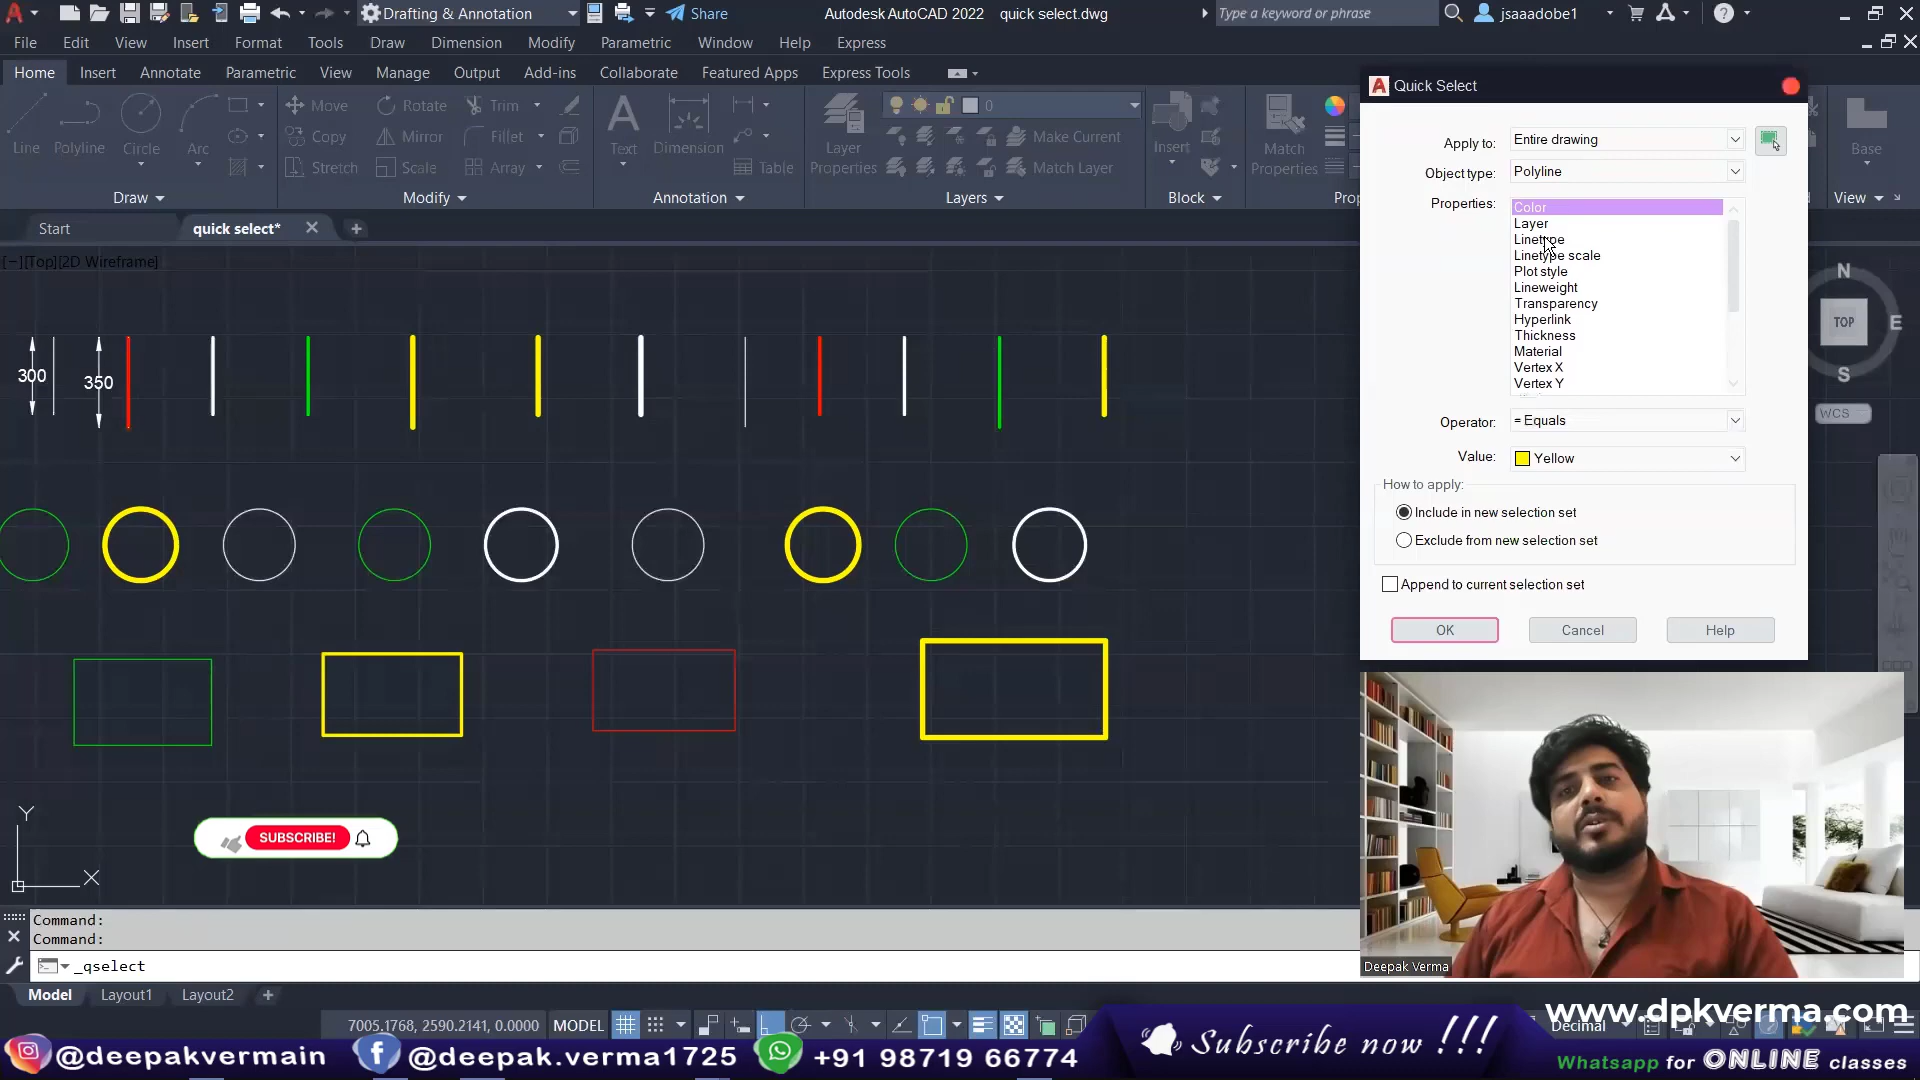 Drafting & Annotation
Share
Autodesk AutoCAD 2022 quick select.dwg
Type a keyword or phrase
jsaaadobe1
File Edit View Insert Format Tools Draw Dimension Modify Parametric Window Help Express
Home Insert Annotate Parametric View Manage Output Add-ins Collaborate Featured Apps Express Tools
Line Polyline Circle Arc
Move Rotate Trim
Copy Mirror Fillet
Stretch Scale Array
Text Dimension Table
Layer Properties
0
Make Current
Match Layer
Insert
Match Properties
Base
Draw Modify Annotation Layers Block Prop View
Start quick select*
[−][Top][2D Wireframe]
300
350
Quick Select
Apply to: Entire drawing
Object type: Polyline
Properties: Color
Layer
Linetype
Linetype scale
Plot style
Lineweight
Transparency
Hyperlink
Thickness
Material
Vertex X
Vertex Y
Operator: = Equals
Value: Yellow
How to apply:
Include in new selection set
Exclude from new selection set
Append to current selection set
OK Cancel Help
N
TOP
E
S
WCS
SUBSCRIBE!
Y
X
Command:
Command:
_qselect
Deepak Verma
Model Layout1 Layout2
7005.1768, 2590.2141, 0.0000 MODEL
Decimal
www.dpkverma.com
@deepakvermain @deepak.verma1725 +91 98719 66774
Subscribe now !!!
Whatsapp for ONLINE classes